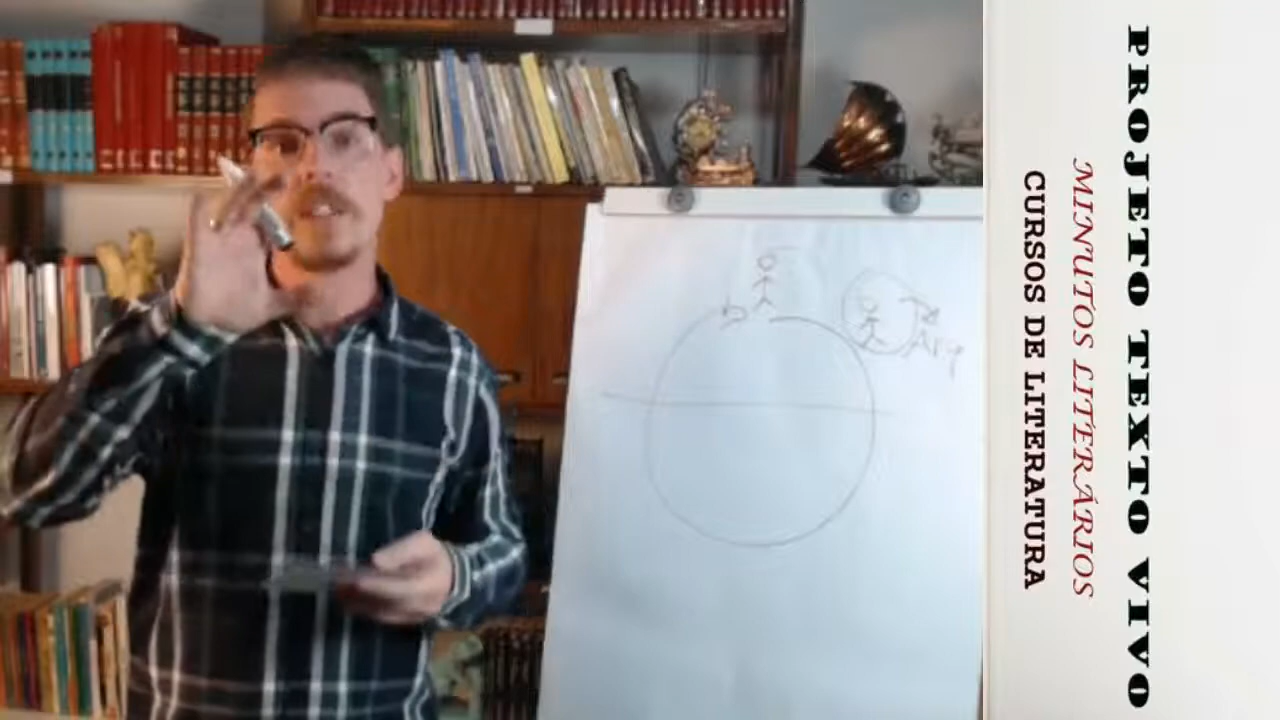 PROJETO TEXTO VIVO
MINUTOS LITERÁRIOS
CURSOS DE LITERATURA